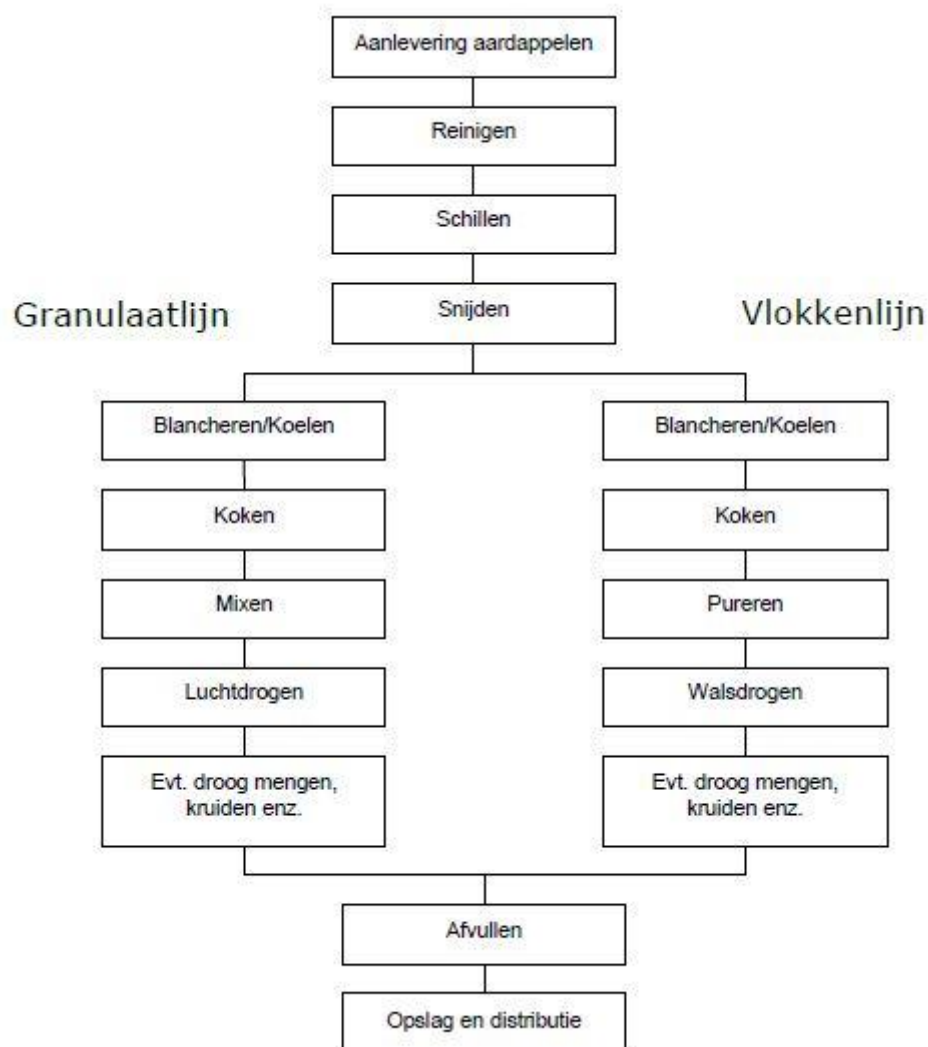 Aanlevering aardappelen
Reinigen
Schillen
Snijden
Granulaatlijn
Vlokkenlijn
Blancheren/Koelen
Koken
Mixen
Luchtdrogen
Evt. droog mengen,
kruiden enz.
Blancheren/Koelen
Koken
Pureren
Walsdrogen
Evt. droog mengen,
kruiden enz.
Afvullen
Opslag en distributie